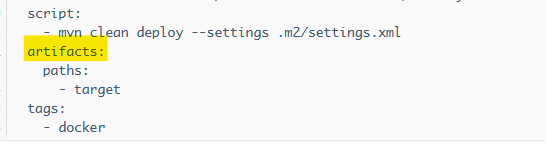 script:
- mvn clean deploy --settings .m2/settings.xml
artifacts:
paths:
- target
tags:
- docker